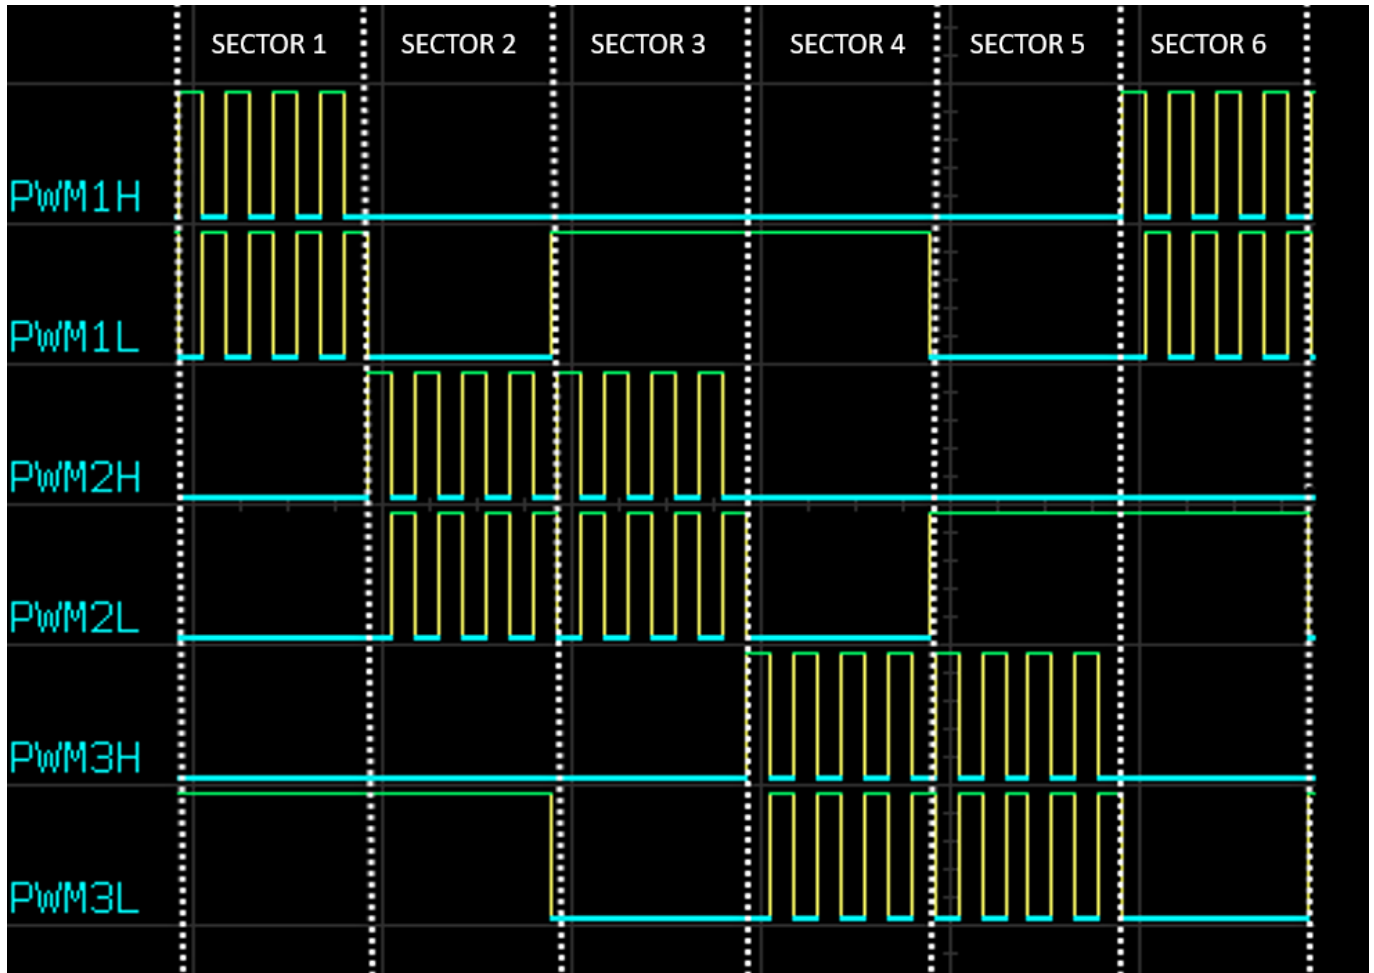 SECTOR 1 SECTOR 2 SECTOR 3 SECTOR 4 SECTOR 5 SECTOR 6
PWM1H
PWM1L
PWM2H
PWM2L
PWM3H
PWM3L